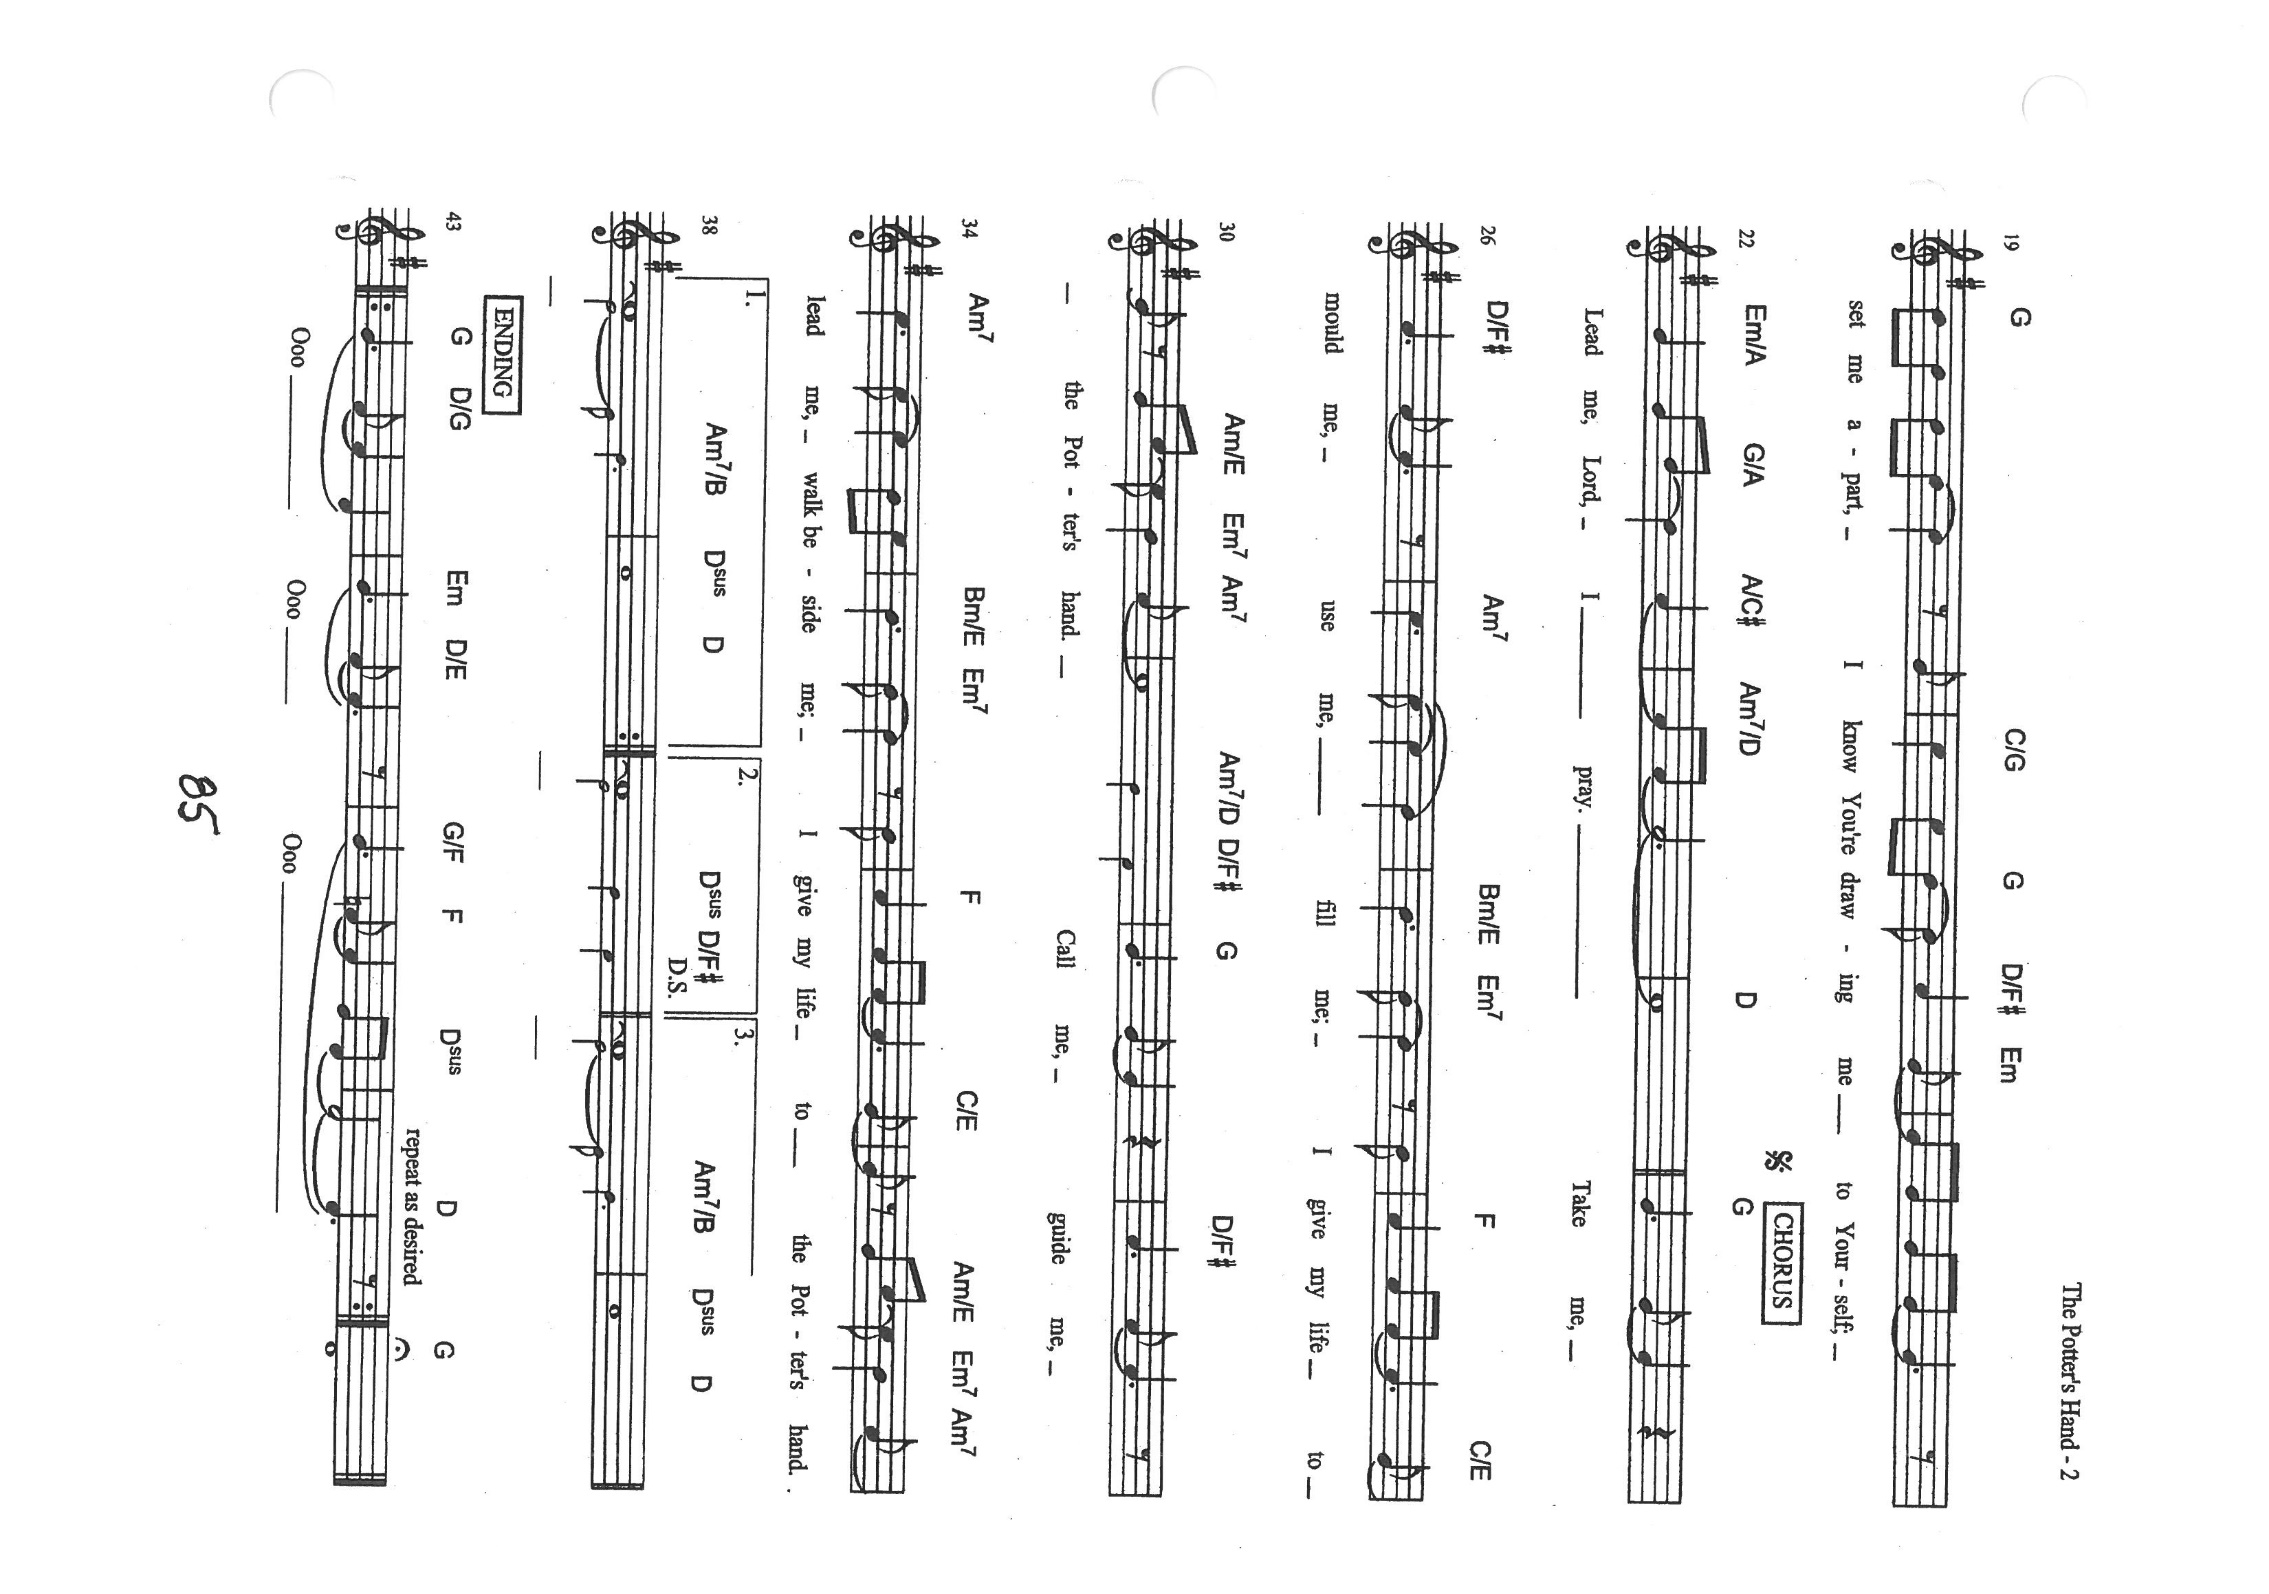 The Potter's Hand - 2
19 G C/G G D/F# Em
set me a - part, I know You're draw - ing me to Your - self;
CHORUS
22 Em/A G/A A/C# Am7/D D G
Lead me, Lord, I pray. Take me,
26 D/F# Am7 Bm/E Em7 F C/E
mould me, use me, fill me; I give my life to
30 Am/E Em7 Am7 Am7/D D/F# G D/F#
the Pot - ter's hand. Call me, guide me,
34 Am7 Bm/E Em7 F C/E Am/E Em7 Am7
lead me, walk be - side me; I give my life to the Pot - ter's hand.
1. 2. 3.
38 Am7/B Dsus D Dsus D/F# Am7/B Dsus D
D.S.
ENDING
43 G D/G Em D/E G/F F Dsus D G
repeat as desired
Ooo Ooo Ooo
85